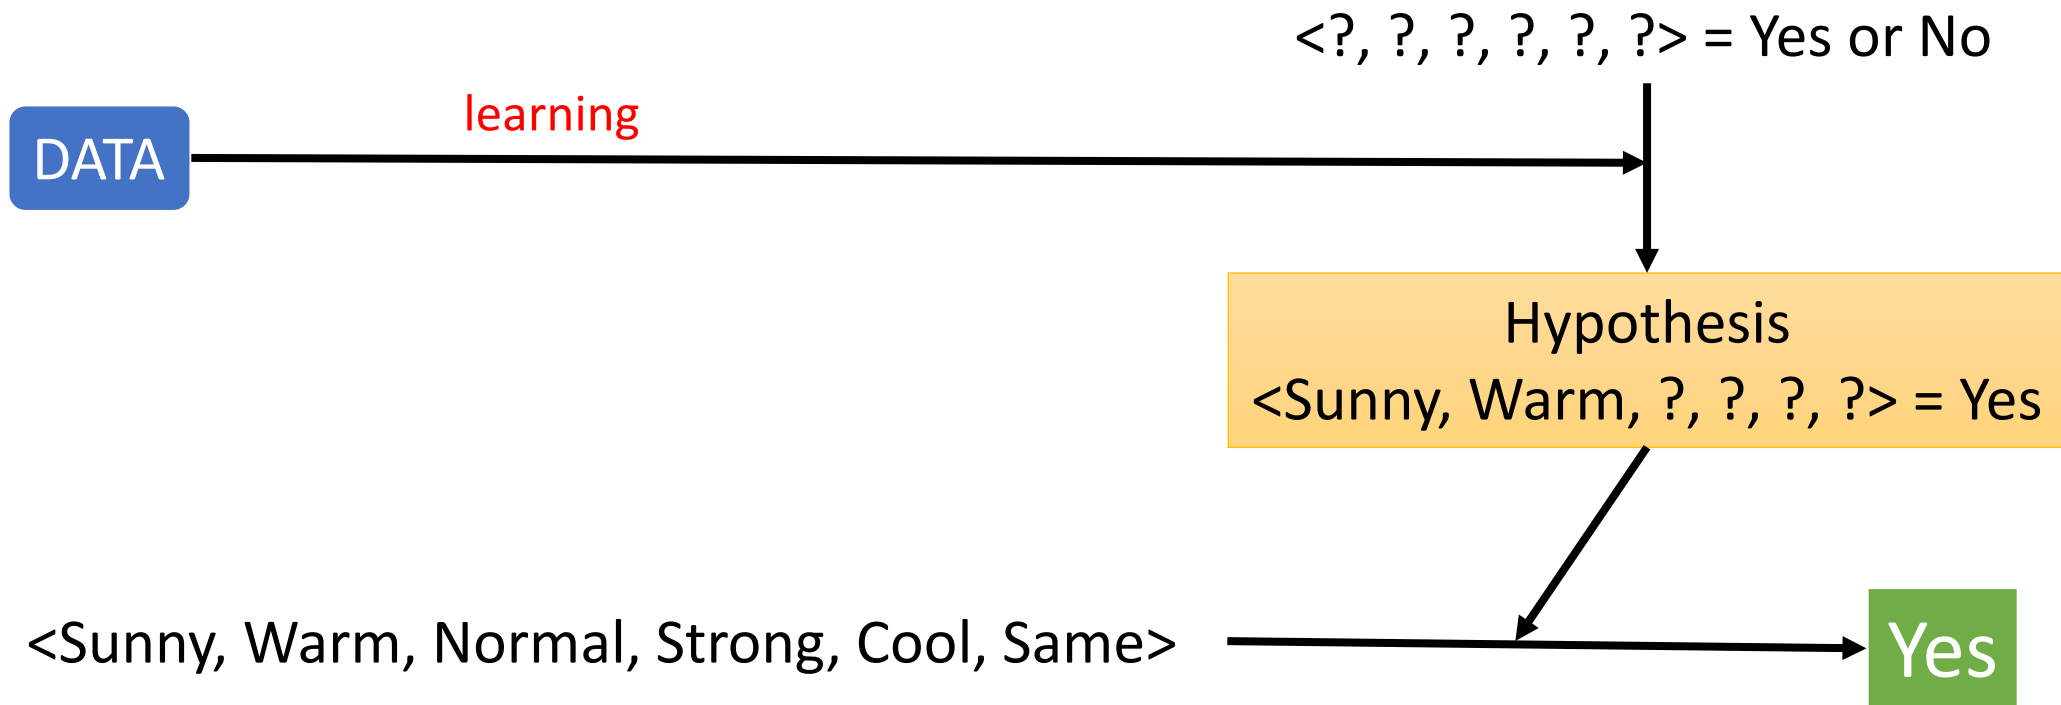 <?, ?, ?, ?, ?, ?> = Yes or No
learning
DATA
Hypothesis
<Sunny, Warm, ?, ?, ?, ?> = Yes
<Sunny, Warm, Normal, Strong, Cool, Same>
Yes